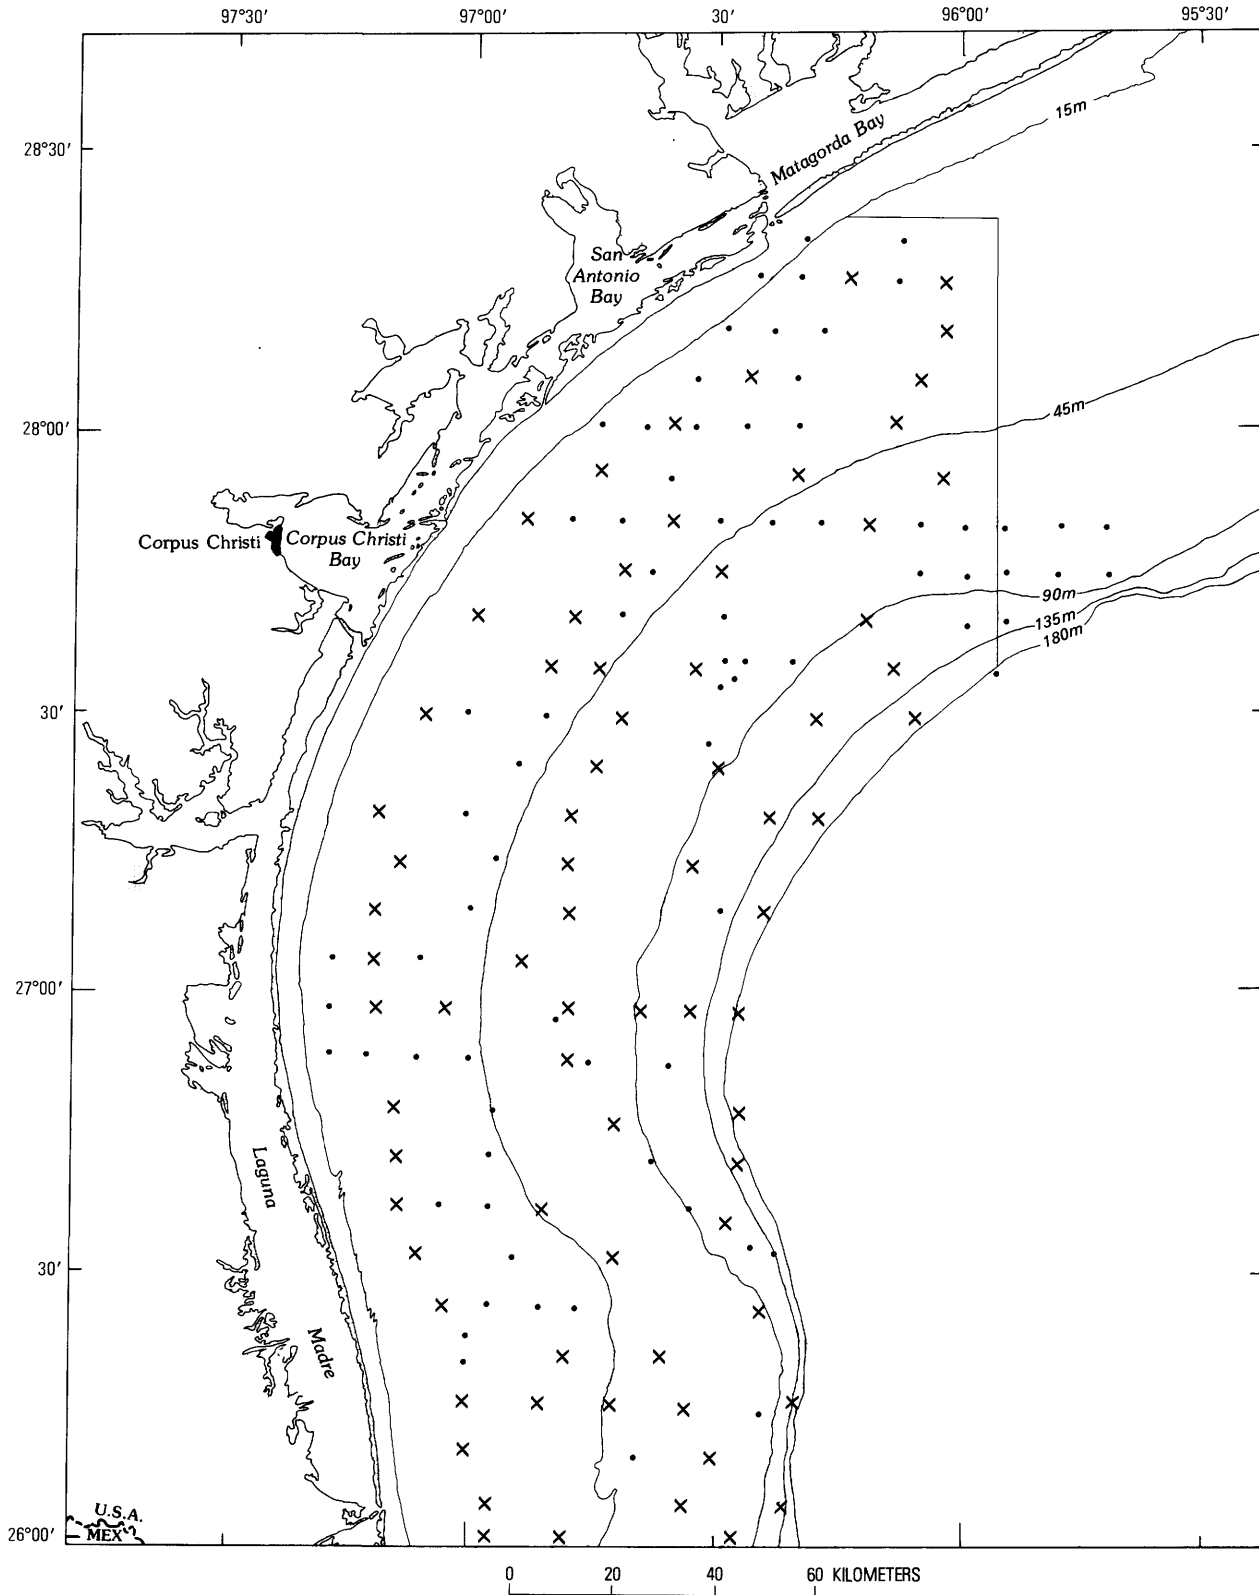 97°30′ 97°00′ 30′ 96°00′ 95°30′
15m
Matagorda Bay
28°30′
San
Antonio
Bay
45m
28°00′
Corpus Christi
Corpus Christi
Bay
90m
135m
180m
30′
27°00′
Laguna
30′
Madre
U.S.A.
MEX
26°00′
0 20 40 60 KILOMETERS